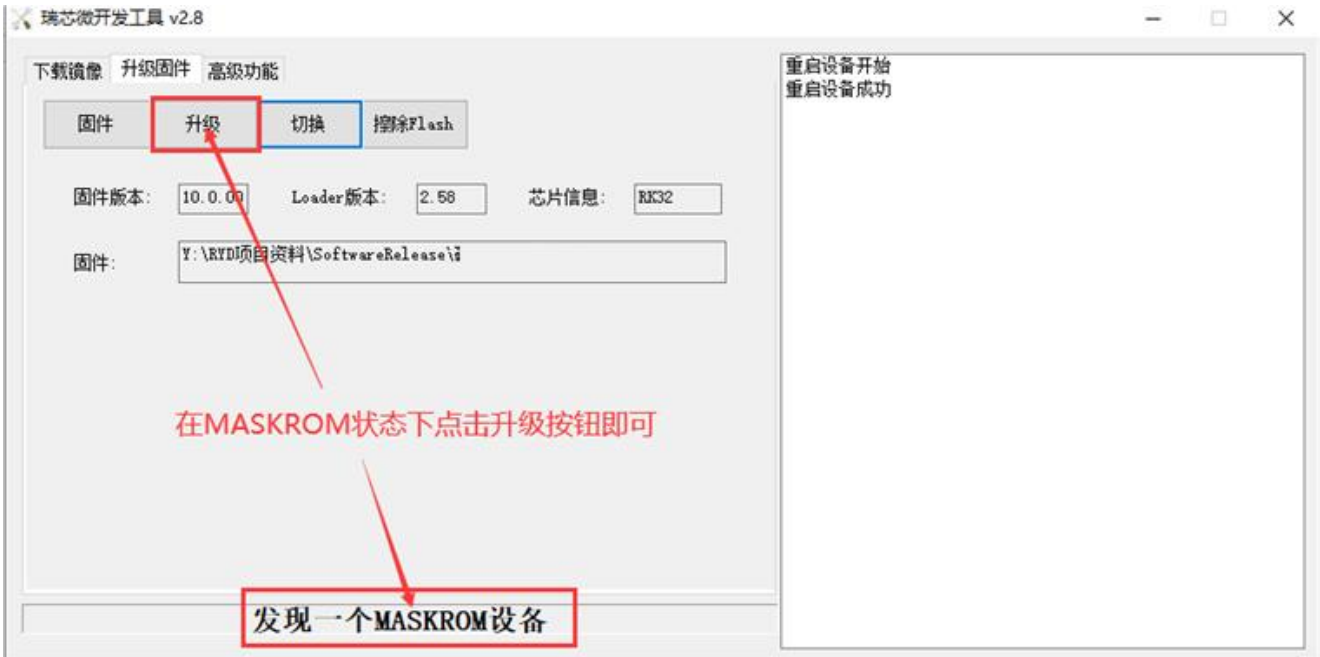 瑞芯微开发工具 v2.8
下载镜像 升级固件 高级功能
固件 升级 切换 擦除Flash
固件版本: 10.0.00 Loader版本: 2.58 芯片信息: RK32
固件: Y:\RYD项目资料\SoftwareRelease\
在MASKROM状态下点击升级按钮即可
发现一个MASKROM设备
重启设备开始
重启设备成功